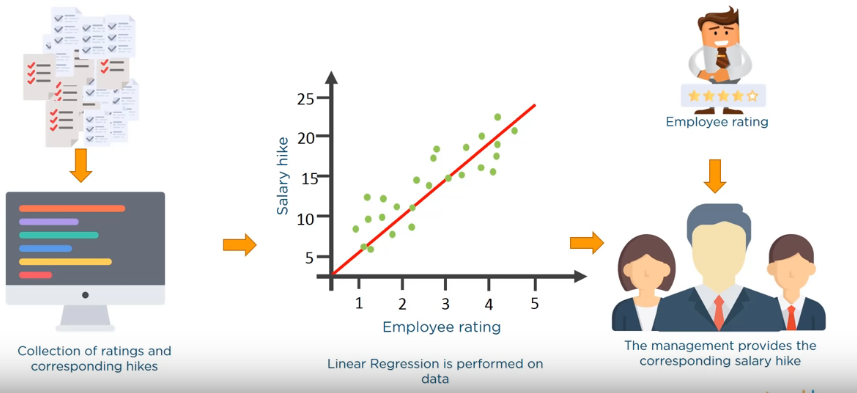 Collection of ratings and
corresponding hikes
Salary hike
25
20
15
10
5
1 2 3 4 5
Employee rating
Linear Regression is performed on
data
Employee rating
The management provides the
corresponding salary hike